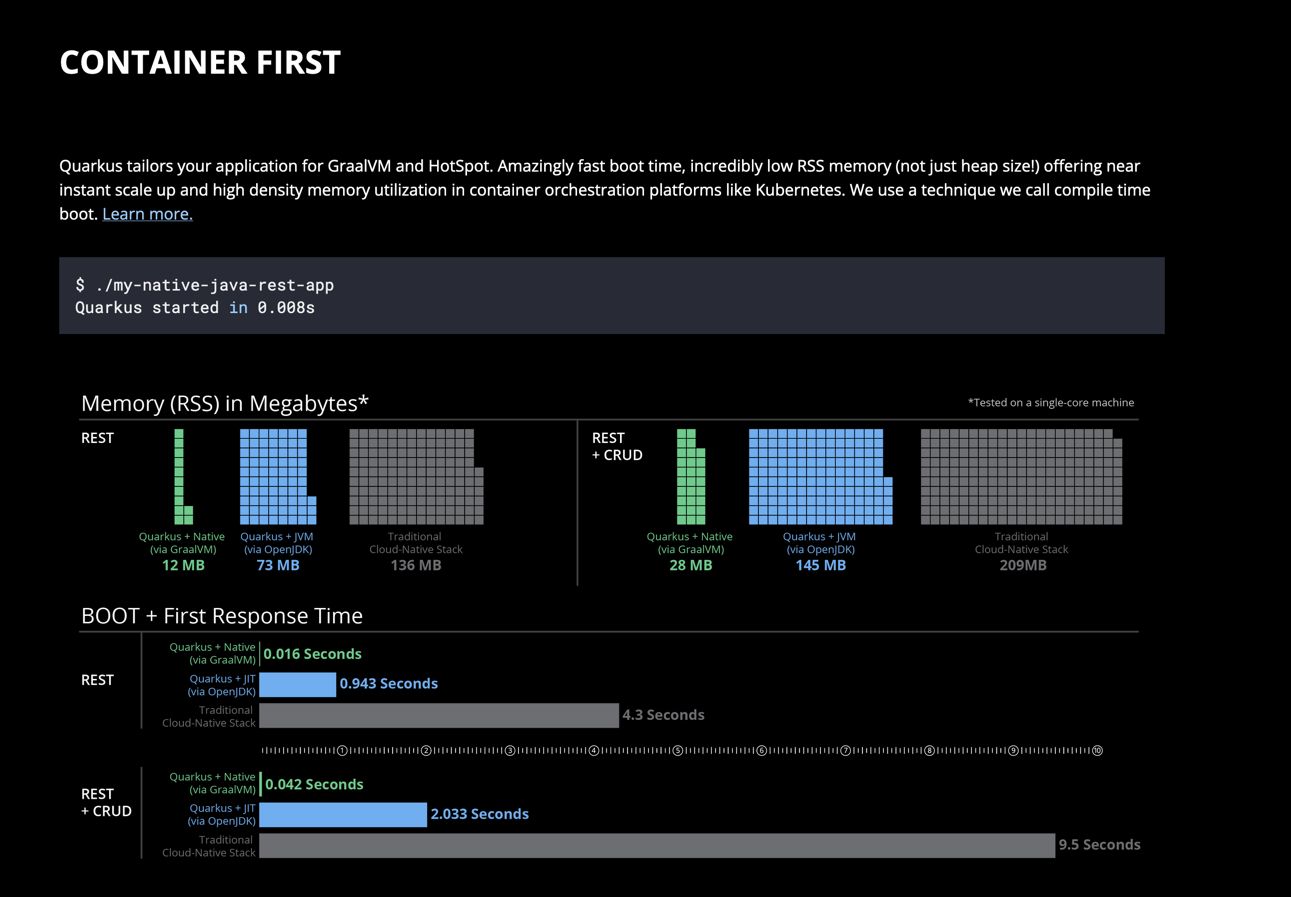 CONTAINER FIRST
Quarkus tailors your application for GraalVM and HotSpot. Amazingly fast boot time, incredibly low RSS memory (not just heap size!) offering near
instant scale up and high density memory utilization in container orchestration platforms like Kubernetes. We use a technique we call compile time
boot. Learn more.
$ ./my-native-java-rest-app
Quarkus started in 0.008s
Memory (RSS) in Megabytes*
*Tested on a single-core machine
REST
Quarkus + Native
(via GraalVM)
12 MB
Quarkus + JVM
(via OpenJDK)
73 MB
Traditional
Cloud-Native Stack
136 MB
REST
+ CRUD
Quarkus + Native
(via GraalVM)
28 MB
Quarkus + JVM
(via OpenJDK)
145 MB
Traditional
Cloud-Native Stack
209MB
BOOT + First Response Time
REST
Quarkus + Native
(via GraalVM)
0.016 Seconds
Quarkus + JIT
(via OpenJDK)
0.943 Seconds
Traditional
Cloud-Native Stack
4.3 Seconds
1 2 3 4 5 6 7 8 9 10
REST
+ CRUD
Quarkus + Native
(via GraalVM)
0.042 Seconds
Quarkus + JIT
(via OpenJDK)
2.033 Seconds
Traditional
Cloud-Native Stack
9.5 Seconds